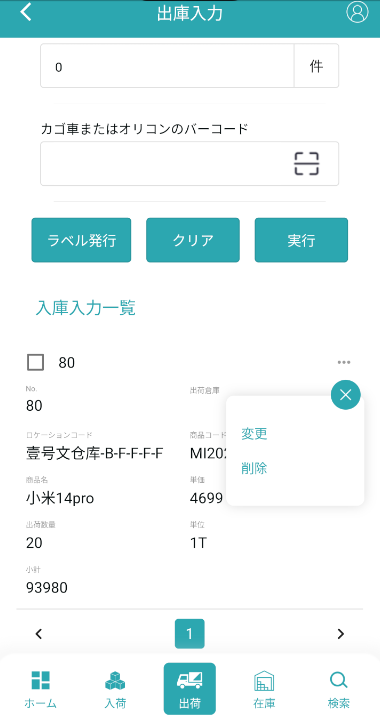 出庫入力
0 件
カゴ車またはオリコンのバーコード
ラベル発行 クリア 実行
入庫入力一覧
80
No. 出荷倉庫
80
ロケーションコード 商品コード
壹号文仓库-B-F-F-F-F MI202
変更
削除
商品名 単価
小米14pro 4699
出荷数量 単位
20 1T
小計
93980
1
ホーム 入荷 出荷 在庫 検索